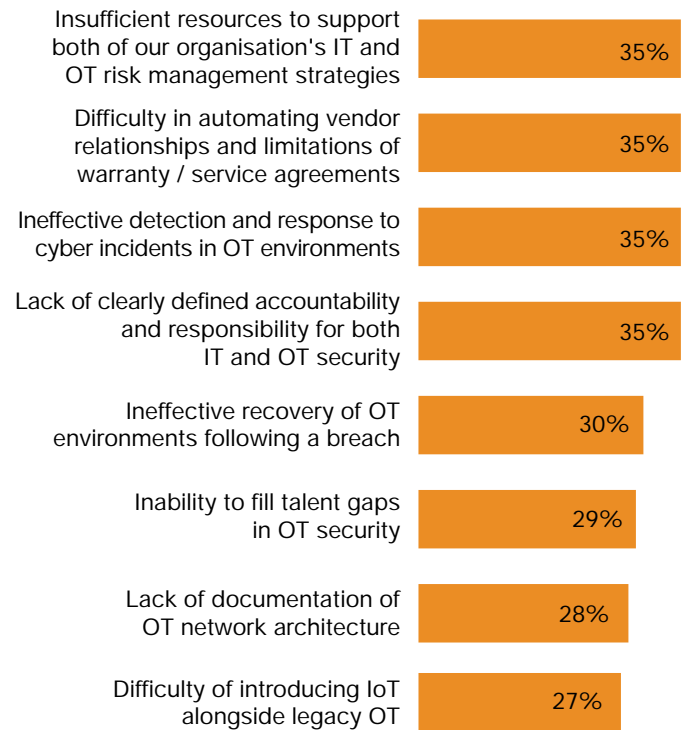 Insufficient resources to support
both of our organisation's IT and
OT risk management strategies
35%
Difficulty in automating vendor
relationships and limitations of
warranty / service agreements
35%
Ineffective detection and response to
cyber incidents in OT environments
35%
Lack of clearly defined accountability
and responsibility for both
IT and OT security
35%
Ineffective recovery of OT
environments following a breach
30%
Inability to fill talent gaps
in OT security
29%
Lack of documentation of
OT network architecture
28%
Difficulty of introducing IoT
alongside legacy OT
27%